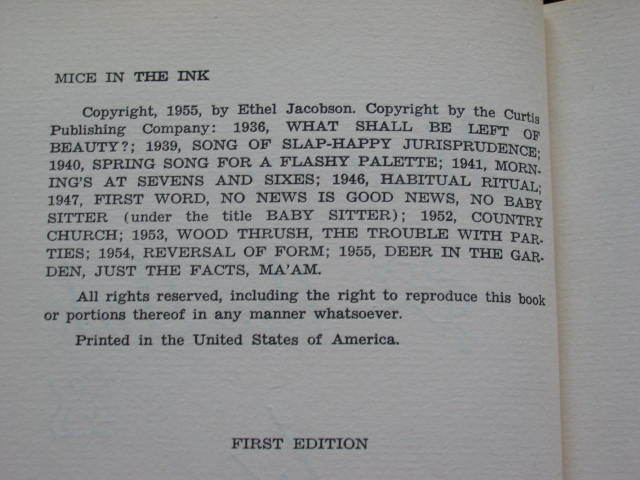 MICE IN THE INK
Copyright, 1955, by Ethel Jacobson. Copyright by the Curtis
Publishing Company: 1936, WHAT SHALL BE LEFT OF
BEAUTY?; 1939, SONG OF SLAP-HAPPY JURISPRUDENCE;
1940, SPRING SONG FOR A FLASHY PALETTE; 1941, MORN-
ING'S AT SEVENS AND SIXES; 1946, HABITUAL RITUAL;
1947, FIRST WORD, NO NEWS IS GOOD NEWS, NO BABY
SITTER (under the title BABY SITTER); 1952, COUNTRY
CHURCH; 1953, WOOD THRUSH, THE TROUBLE WITH PAR-
TIES; 1954, REVERSAL OF FORM; 1955, DEER IN THE GAR-
DEN, JUST THE FACTS, MA'AM.
All rights reserved, including the right to reproduce this book
or portions thereof in any manner whatsoever.
Printed in the United States of America.
FIRST EDITION